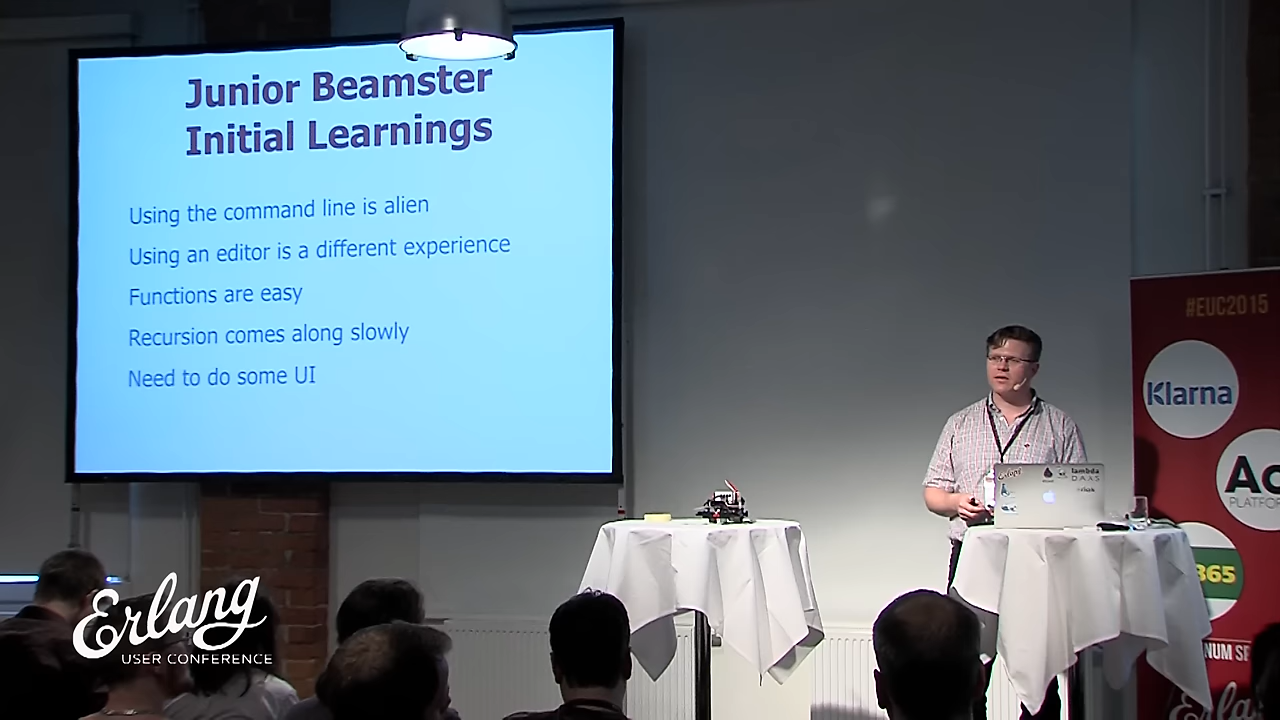 Junior Beamster
Initial Learnings
Using the command line is alien
Using an editor is a different experience
Functions are easy
Recursion comes along slowly
Need to do some UI
#EUC2015
Klarna
lambda
DAAS
365
Erlang
USER CONFERENCE